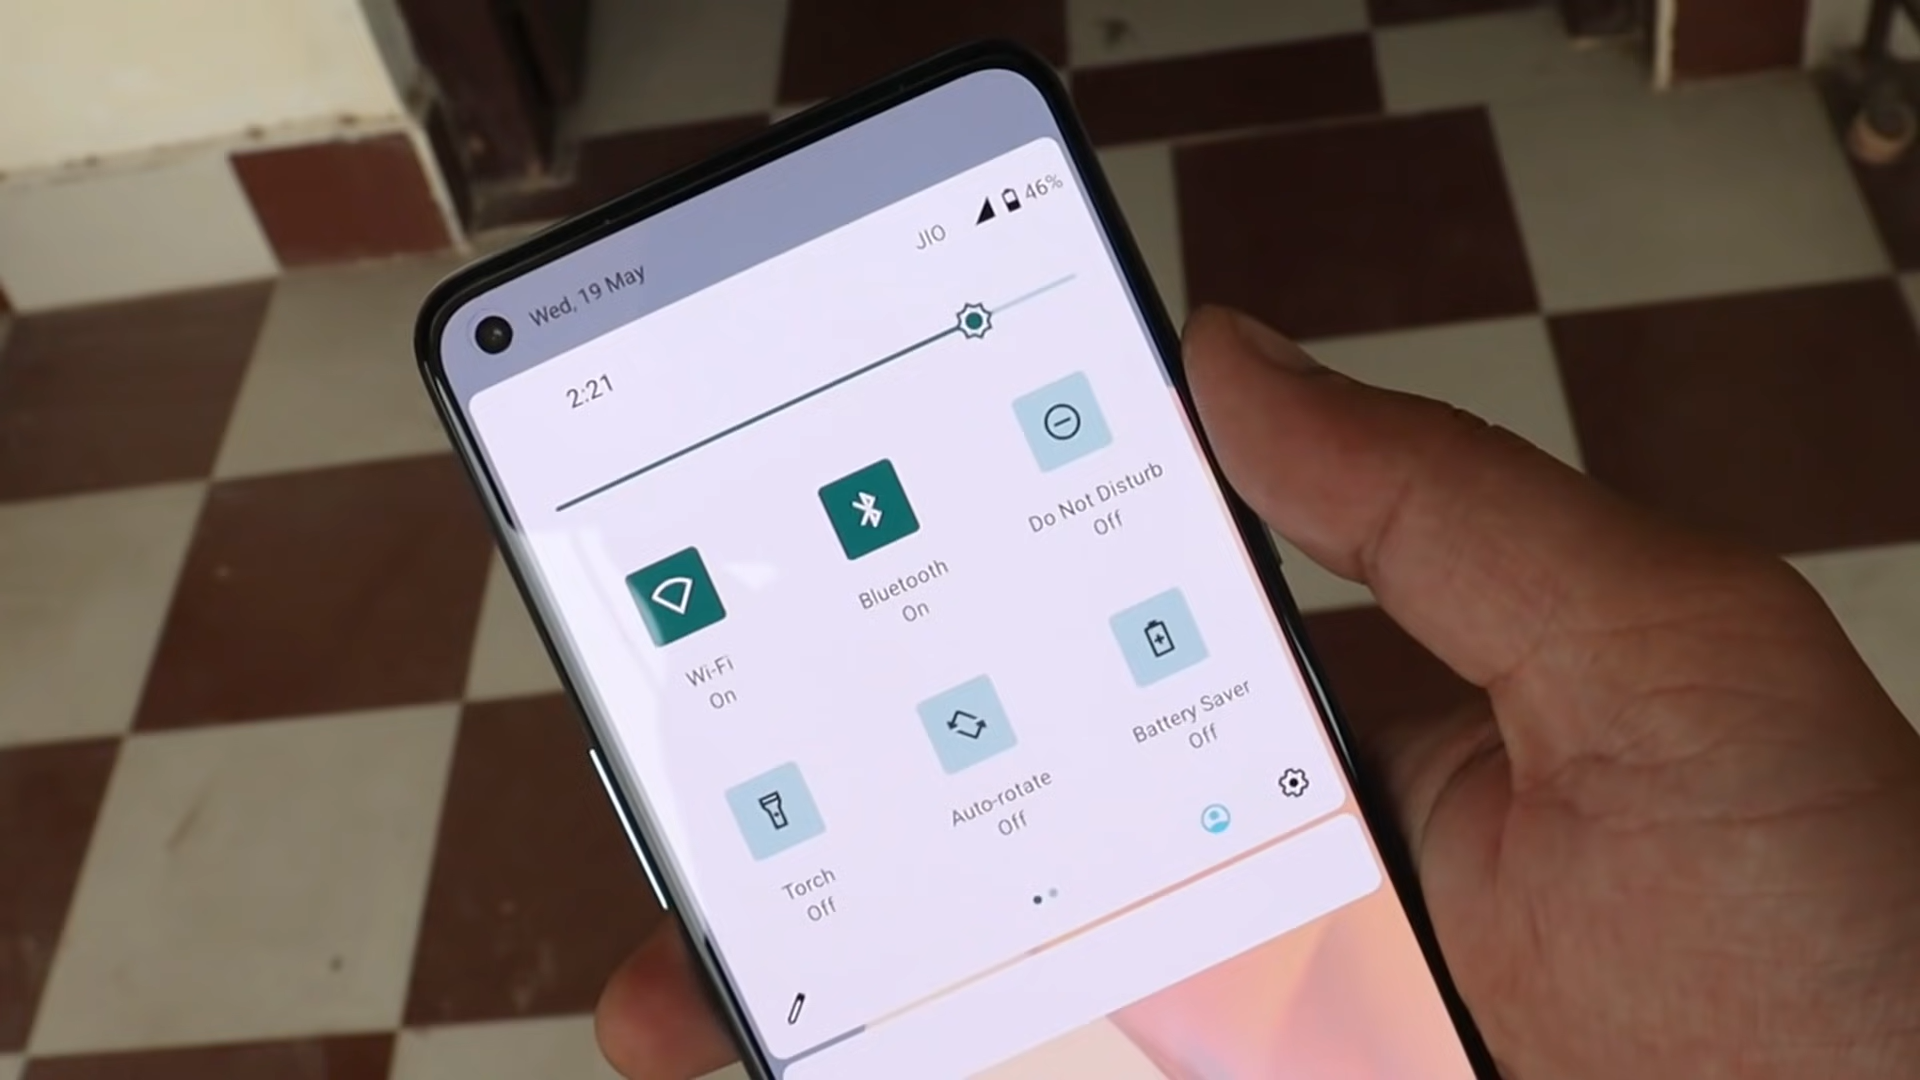 Wed, 19 May
JIO 46%
2:21
Wi-Fi
On
Bluetooth
On
Do Not Disturb
Off
Torch
Off
Auto-rotate
Off
Battery Saver
Off